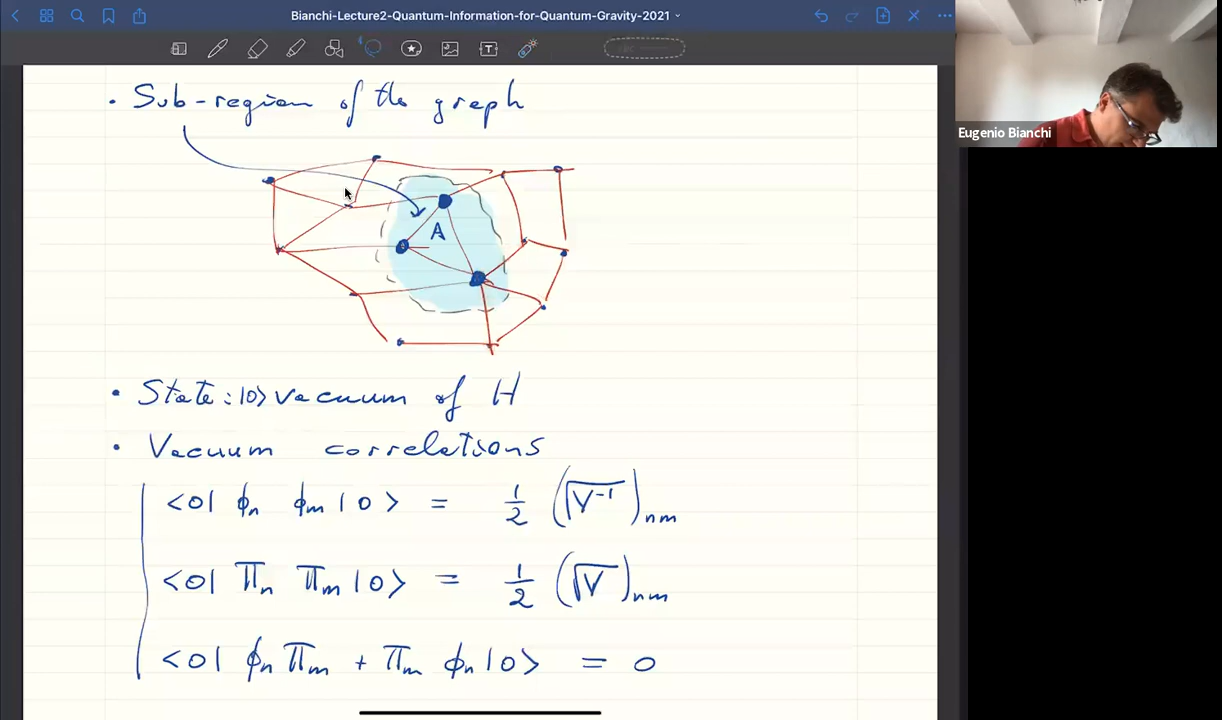 Bianchi-Lecture2-Quantum-Information-for-Quantum-Gravity-2021
Eugenio Bianchi
• Sub-region of the graph
A
• State: |0> vacuum of H
• Vacuum correlations
<0| ϕn ϕm |0> = 1/2 (√V⁻¹)nm
<0| πn πm |0> = 1/2 (√V)nm
<0| ϕn πm + πm ϕn |0> = 0